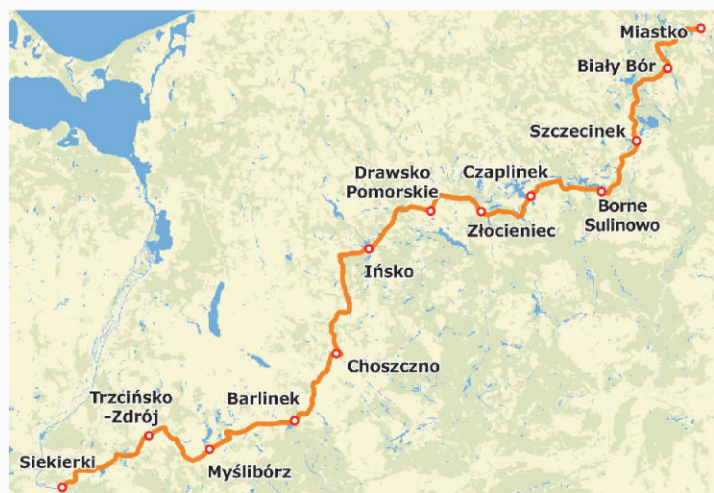 Miastko
Biały Bór
Szczecinek
Drawsko
Pomorskie
Czaplinek
Złocieniec
Borne
Sulinowo
Ińsko
Choszczno
Barlinek
Trzcińsko
-Zdrój
Myślibórz
Siekierki